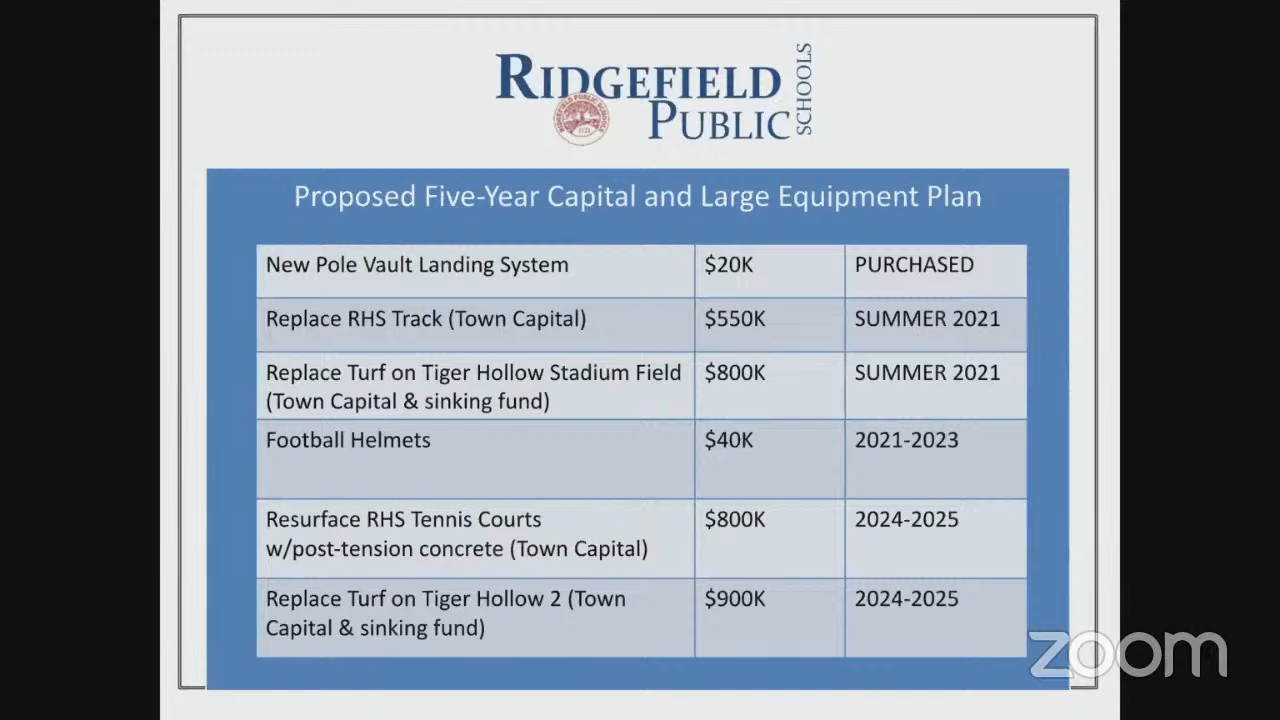 RIDGEFIELD
PUBLIC
SCHOOLS
RIDGEFIELD PUBLIC SCHOOLS
Proposed Five-Year Capital and Large Equipment Plan
New Pole Vault Landing System $20K PURCHASED
Replace RHS Track (Town Capital) $550K SUMMER 2021
Replace Turf on Tiger Hollow Stadium Field $800K SUMMER 2021
(Town Capital & sinking fund)
Football Helmets $40K 2021-2023
Resurface RHS Tennis Courts $800K 2024-2025
w/post-tension concrete (Town Capital)
Replace Turf on Tiger Hollow 2 (Town $900K 2024-2025
Capital & sinking fund)
zoom